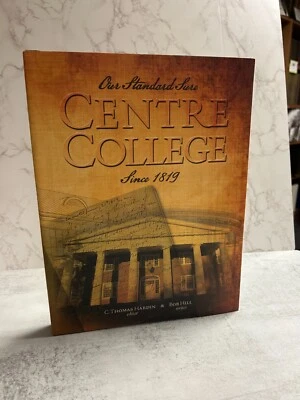 Our Standard Sure
CENTRE
COLLEGE
Since 1819
C. Thomas Hardin ★ Bob Hill